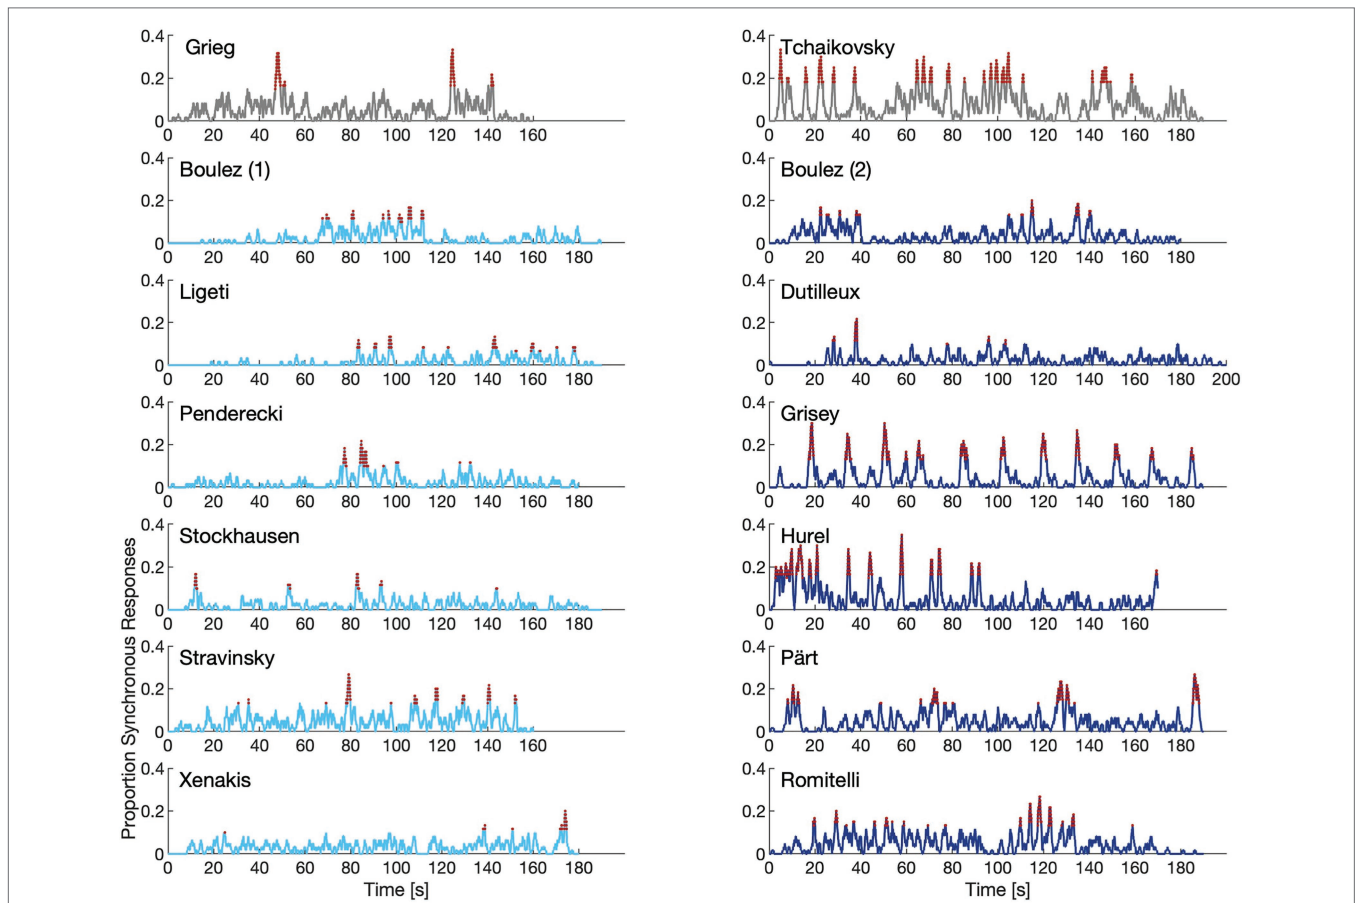 0.4 Grieg
0.2
0
0 20 40 60 80 100 120 140 160
0.4 Tchaikovsky
0.2
0
0 20 40 60 80 100 120 140 160 180
0.4
Boulez (1)
0.2
0
0 20 40 60 80 100 120 140 160 180
0.4
Boulez (2)
0.2
0
0 20 40 60 80 100 120 140 160 180
0.4
Ligeti
0.2
0
0 20 40 60 80 100 120 140 160 180
0.4
Dutilleux
0.2
0
0 20 40 60 80 100 120 140 160 180 200
0.4
Penderecki
0.2
0
0 20 40 60 80 100 120 140 160 180
0.4
Grisey
0.2
0
0 20 40 60 80 100 120 140 160 180
0.4
Stockhausen
0.2
0
0 20 40 60 80 100 120 140 160 180
0.4
Hurel
0.2
0
0 20 40 60 80 100 120 140 160
0.4
Stravinsky
0.2
0
0 20 40 60 80 100 120 140 160
0.4
Pärt
0.2
0
0 20 40 60 80 100 120 140 160
0.4
Xenakis
0.2
0
0 20 40 60 80 100 120 140 160 180
Time [s]
0.4
Romitelli
0.2
0
0 20 40 60 80 100 120 140 160 180
Time [s]
Proportion Synchronous Responses